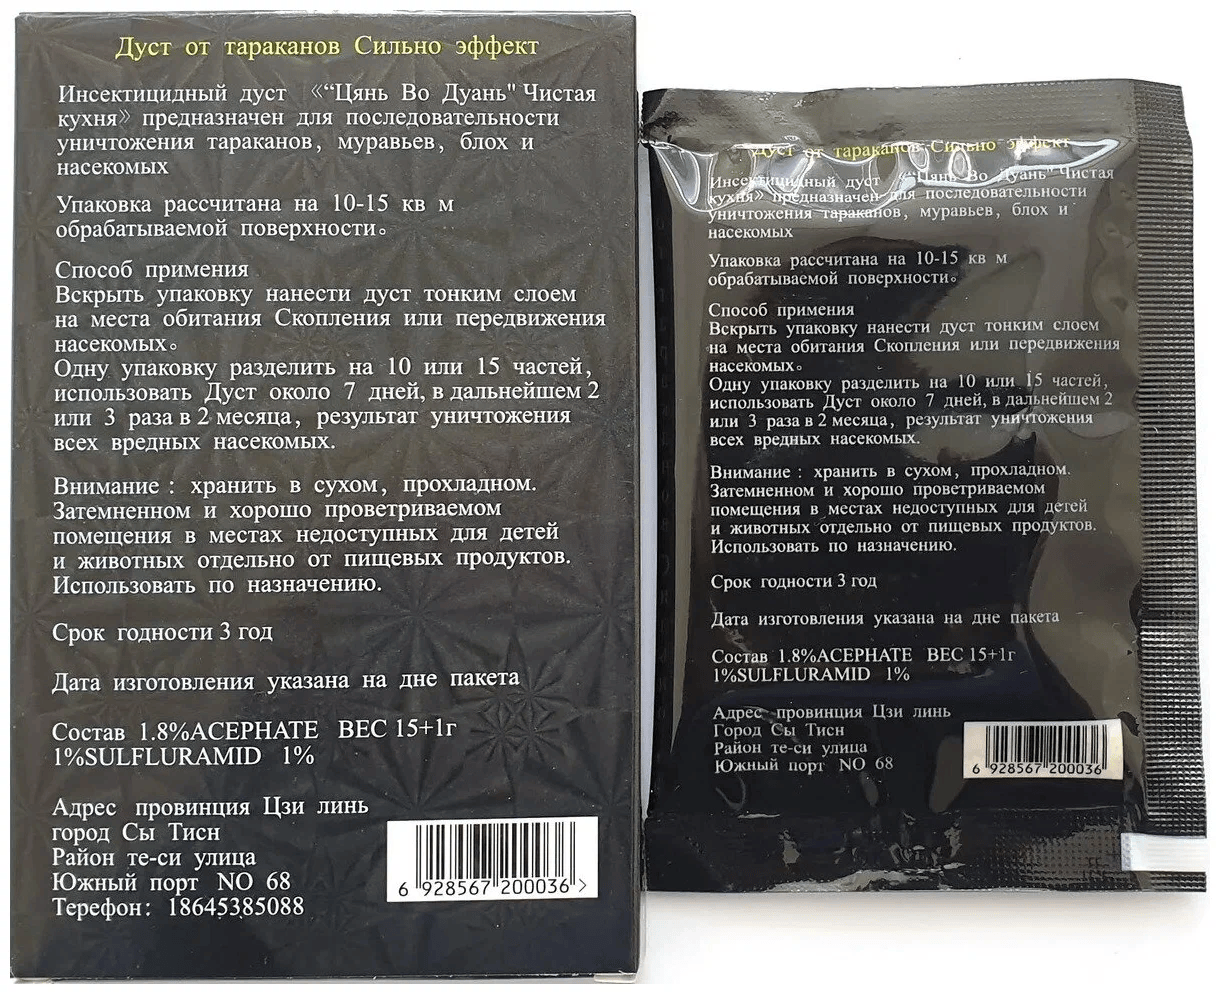 Дуст от тараканов Сильно эффект
Инсектицидный дуст 《“Цянь Во Дуань" Чистая
кухня》 предназначен для последовательности
уничтожения тараканов, муравьев, блох и
насекомых
Упаковка рассчитана на 10-15 кв м
обрабатываемой поверхности。
Способ примения
Вскрыть упаковку нанести дуст тонким слоем
на места обитания Скопления или передвижения
насекомых。
Одну упаковку разделить на 10 или 15 частей,
использовать Дуст около 7 дней, в дальнейшем 2
или 3 раза в 2 месяца, результат уничтожения
всех вредных насекомых.
Внимание : хранить в сухом, прохладном.
Затемненном и хорошо проветриваемом
помещения в местах недоступных для детей
и животных отдельно от пищевых продуктов.
Использовать по назначению.
Срок годности 3 год
Дата изготовления указана на дне пакета
Состав 1.8%ACEPHATE ВЕС 15+1г
1%SULFLURAMID 1%
Адрес провинция Цзи линь
город Сы Тисн
Район те-си улица
Южный порт NO 68
Терефон: 18645385088
6 928567 200036 >
Дуст от тараканов Сильно эффект
Инсектицидный дуст 《“Цянь Во Дуань" Чистая
кухня》 предназначен для последовательности
уничтожения тараканов, муравьев, блох и
насекомых
Упаковка рассчитана на 10-15 кв м
обрабатываемой поверхности。
Способ примения
Вскрыть упаковку нанести дуст тонким слоем
на места обитания Скопления или передвижения
насекомых。
Одну упаковку разделить на 10 или 15 частей,
использовать Дуст около 7 дней, в дальнейшем 2
или 3 раза в 2 месяца, результат уничтожения
всех вредных насекомых.
Внимание : хранить в сухом, прохладном.
Затемненном и хорошо проветриваемом
помещения в местах недоступных для детей
и животных отдельно от пищевых продуктов.
Использовать по назначению.
Срок годности 3 год
Дата изготовления указана на дне пакета
Состав 1.8%ACEPHATE ВЕС 15+1г
1%SULFLURAMID 1%
Адрес провинция Цзи линь
Город Сы Тисн
Район те-си улица
Южный порт NO 68
6 928567 200036